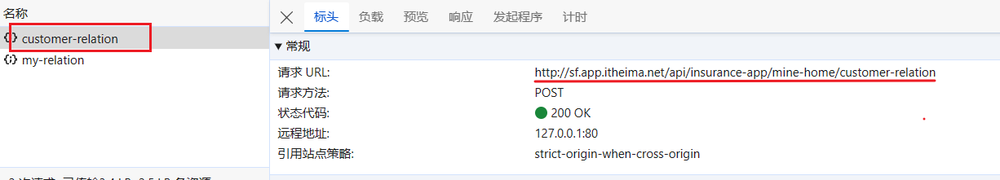 名称
customer-relation
my-relation
标头 负载 预览 响应 发起程序 计时
▼ 常规
请求 URL: http://sf.app.itheima.net/api/insurance-app/mine-home/customer-relation
请求方法: POST
状态代码: 200 OK
远程地址: 127.0.0.1:80
引用站点策略: strict-origin-when-cross-origin